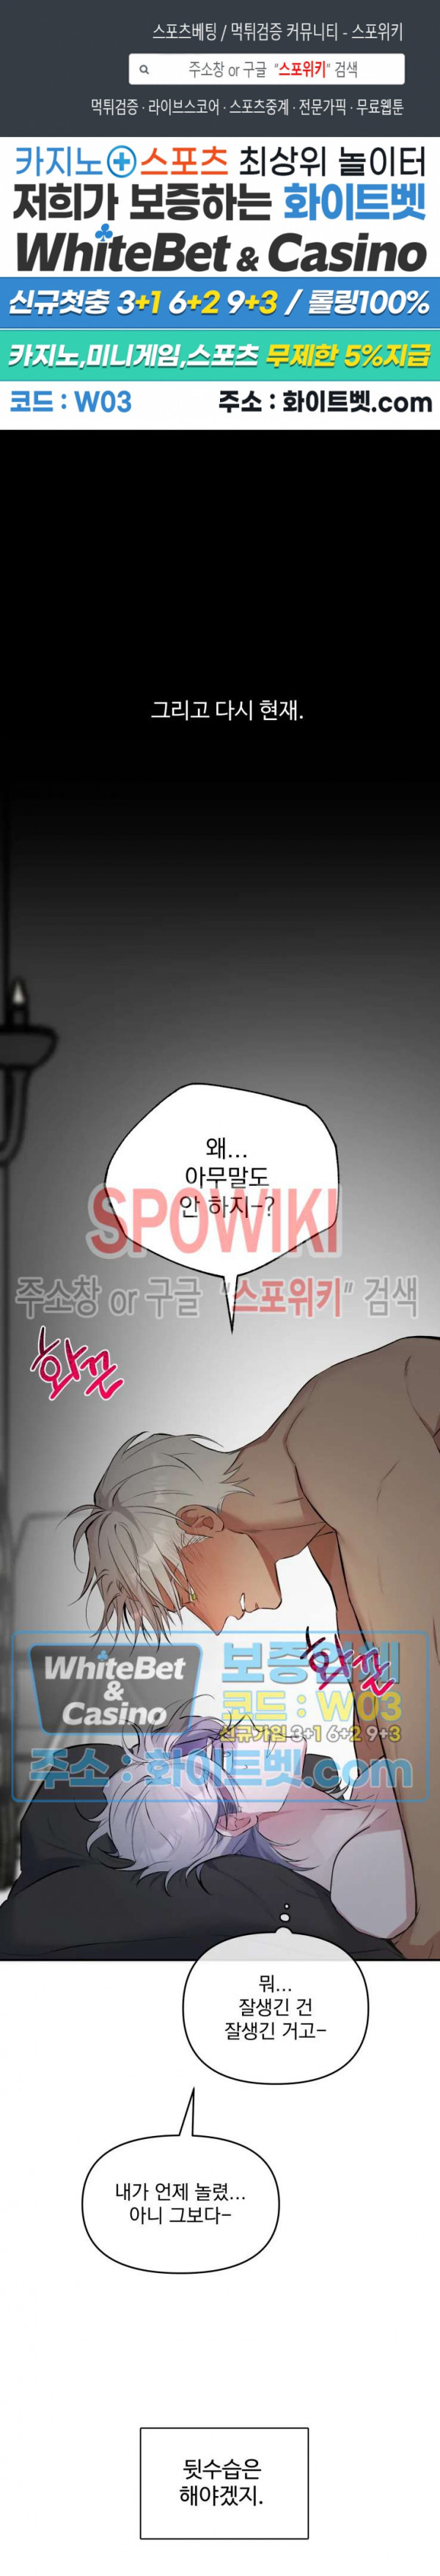 스포츠베팅 / 먹튀검증 커뮤니티 - 스포위키
주소창 or 구글 "스포위키" 검색
먹튀검증 · 라이브스코어 · 스포츠중계 · 전문가픽 · 무료웹툰
카지노+스포츠 최상위 놀이터
저희가 보증하는 화이트벳
WhiteBet & Casino
신규첫충 3+1 6+2 9+3 / 롤링100%
카지노,미니게임,스포츠 무제한 5%지급
코드 : W03 주소 : 화이트벳.com
그리고 다시 현재.
왜...
아무말도
안 하지-?
SPOWIKI
주소창 or 구글 "스포위키" 검색
화끈
WhiteBet
&
Casino
보증업체
코드 : W03
신규가입 3+1 6+2 9+3
주소 : 화이트벳.com
화끈
뭐...
잘생긴 건
잘생긴 거고-
내가 언제 놀렸...
아니 그보다-
뒷수습은
해야겠지.